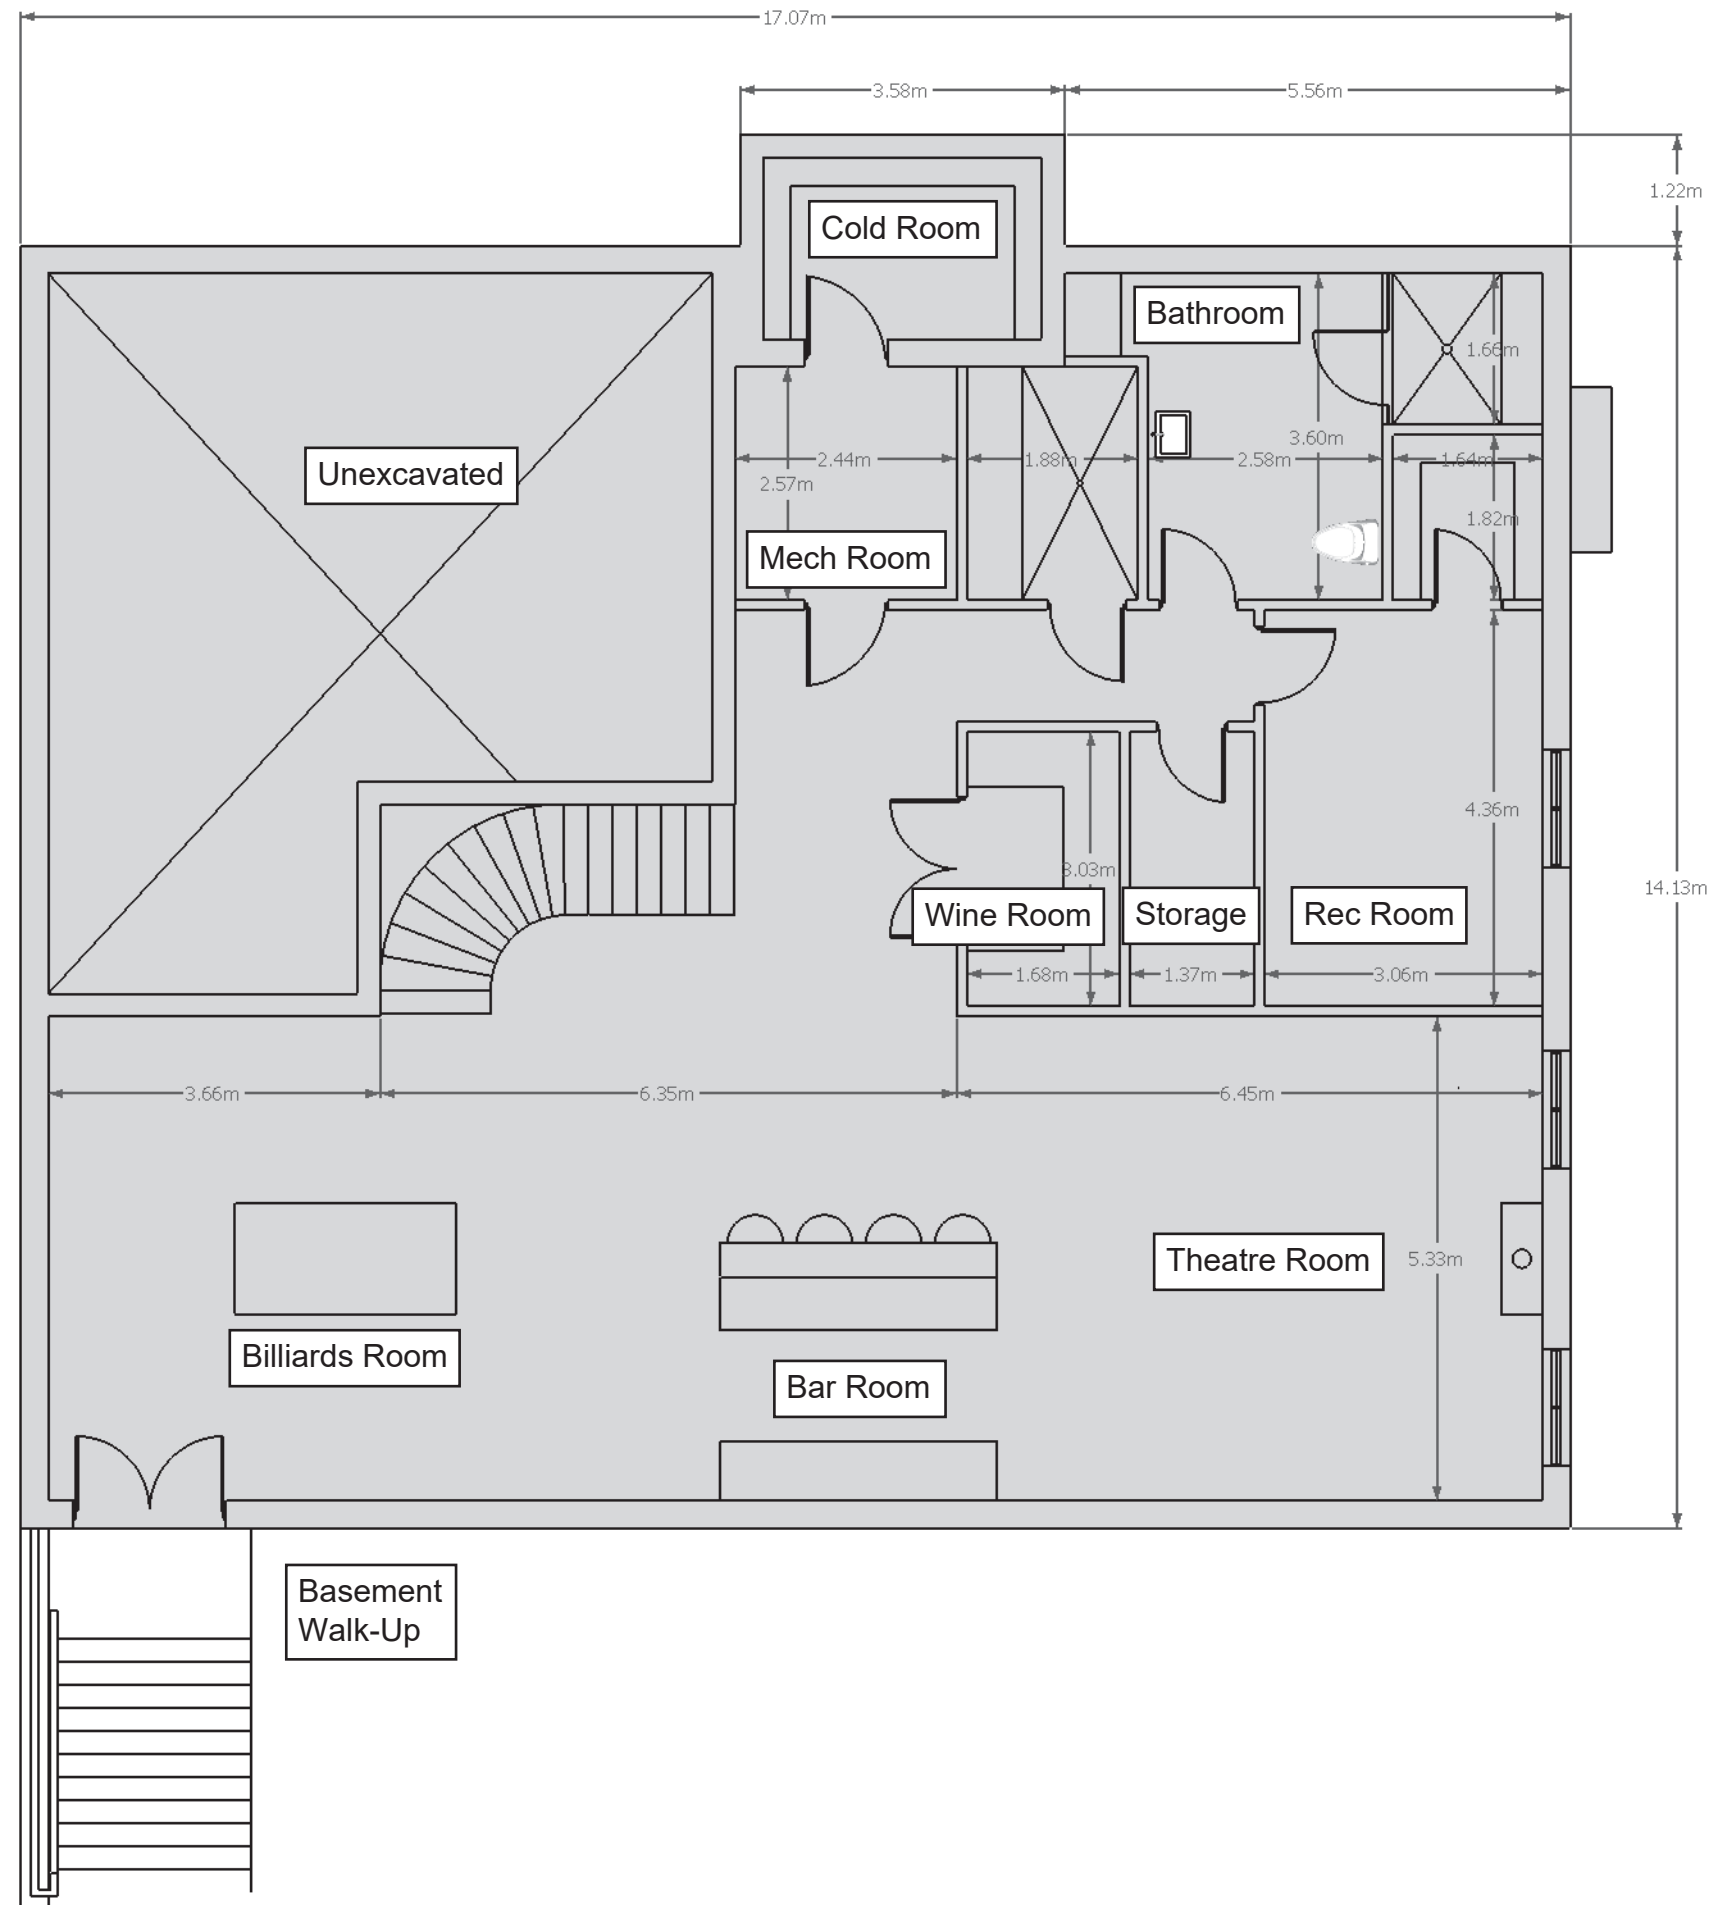 17.07m
3.58m
5.56m
1.22m
Cold Room
Bathroom
1.66m
3.60m
2.44m
1.88m
2.58m
1.64m
Unexcavated
2.57m
1.82m
Mech Room
4.36m
3.03m
14.13m
Wine Room
Storage
Rec Room
1.68m
1.37m
3.06m
3.66m
6.35m
6.45m
Theatre Room
5.33m
Billiards Room
Bar Room
Basement
Walk-Up